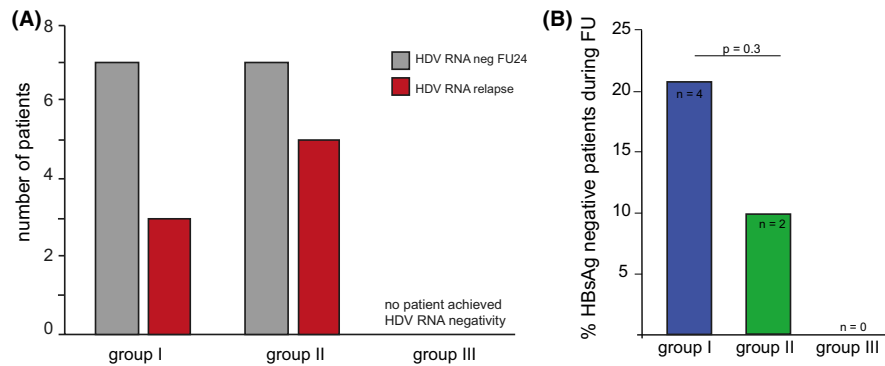 (A)
number of patients
8
6
4
2
0
HDV RNA neg FU24
HDV RNA relapse
no patient achieved
HDV RNA negativity
group I
group II
group III
(B)
% HBsAg negative patients during FU
25
20
15
10
5
0
p = 0.3
n = 4
n = 2
n = 0
group I
group II
group III